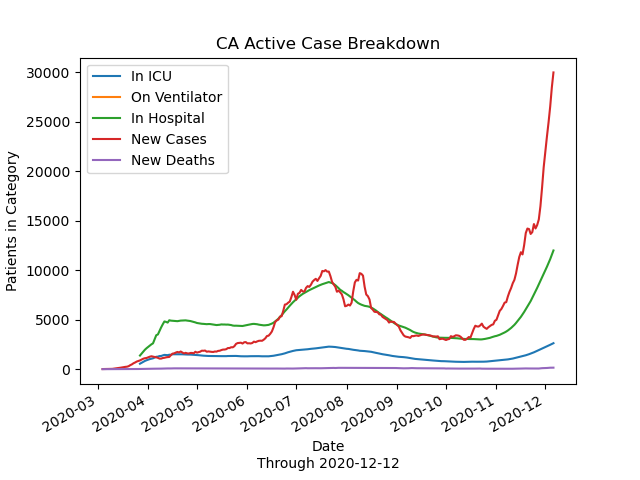 CA Active Case Breakdown
In ICU
On Ventilator
In Hospital
New Cases
New Deaths
30000
25000
20000
15000
10000
5000
0
Patients in Category
2020-03
2020-04
2020-05
2020-06
2020-07
2020-08
2020-09
2020-10
2020-11
2020-12
Date
Through 2020-12-12